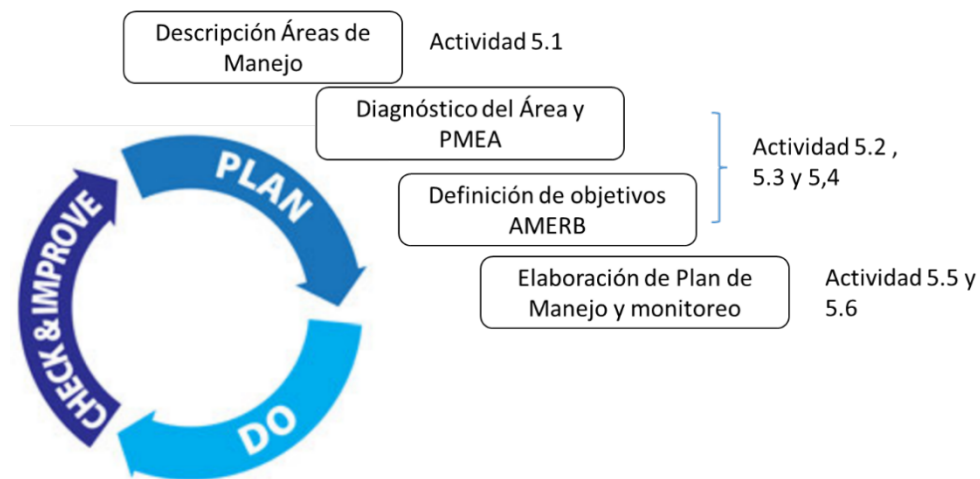 Descripción Áreas de
Manejo
Actividad 5.1
Diagnóstico del Área y
PMEA
Actividad 5.2 ,
5.3 y 5,4
Definición de objetivos
AMERB
Elaboración de Plan de
Manejo y monitoreo
Actividad 5.5 y
5.6
PLAN
DO
CHECK & IMPROVE